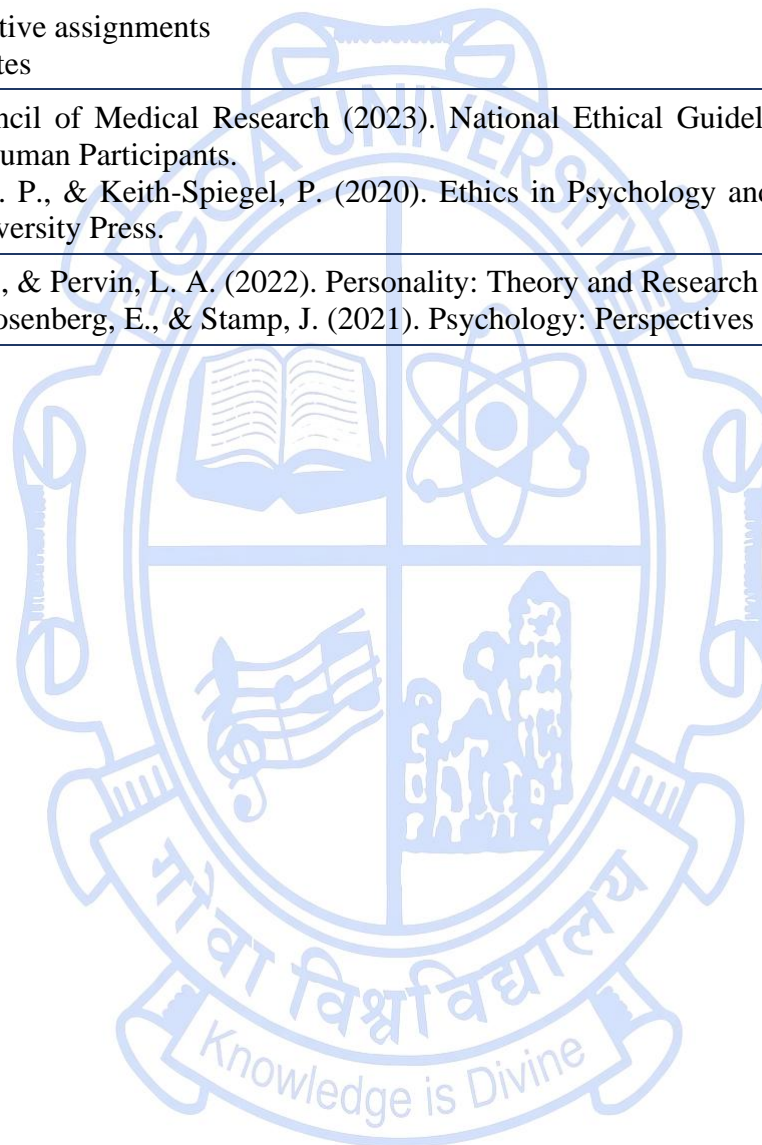 tive assignments
tes
ncil of Medical Research (2023). National Ethical Guidel
uman Participants.
. P., & Keith-Spiegel, P. (2020). Ethics in Psychology and
versity Press.
., & Pervin, L. A. (2022). Personality: Theory and Research
osenberg, E., & Stamp, J. (2021). Psychology: Perspectives
GOA UNIVERSITY
गोंवा विश्वविद्यालय
Knowledge is Divine